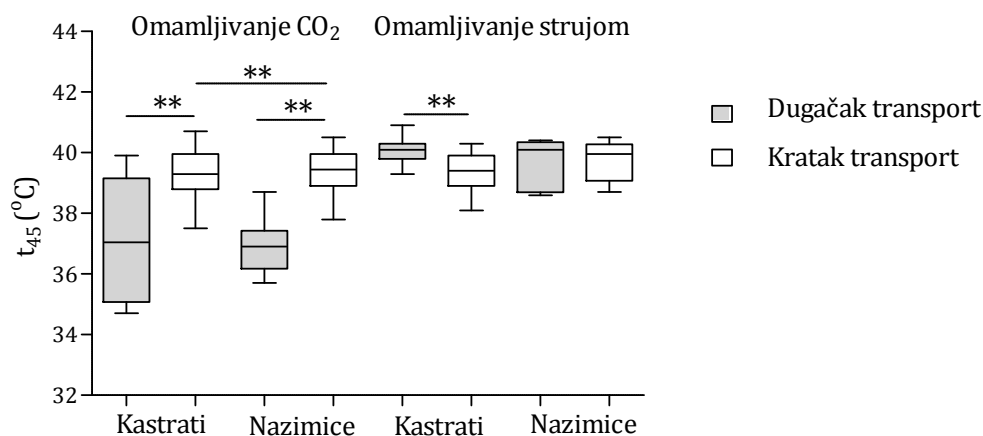 Omamljivanje CO₂ Omamljivanje strujom
44
42
40
38
36
34
32
t₄₅ (⁰C)
** ** ** **
Kastrati Nazimice Kastrati Nazimice
Dugačak transport
Kratak transport